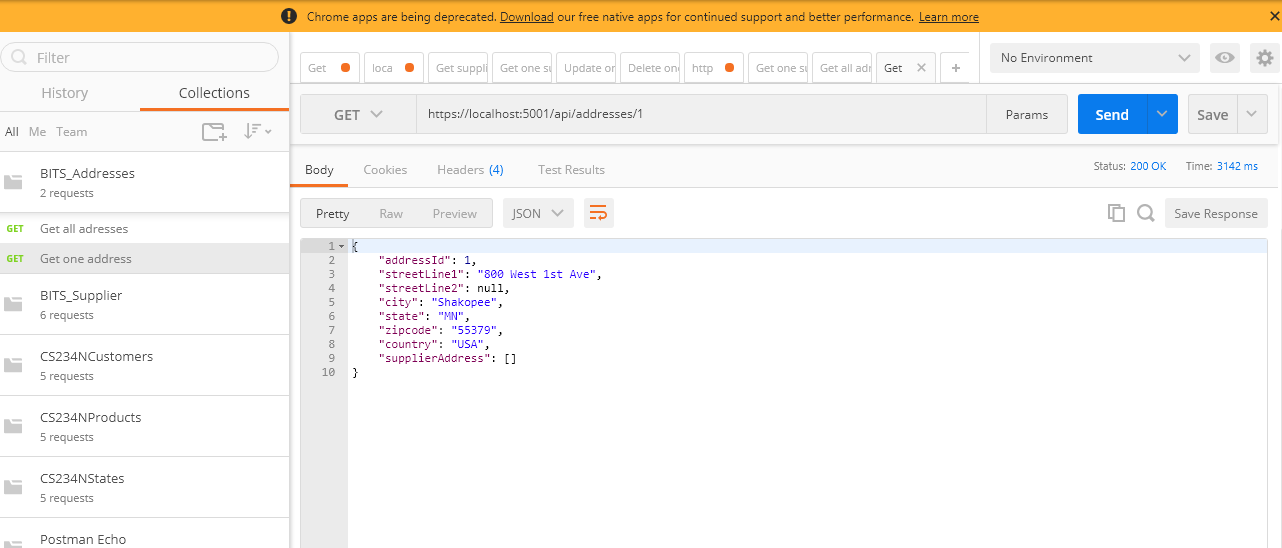 Chrome apps are being deprecated. Download our free native apps for continued support and better performance. Learn more
Filter
History Collections
All Me Team
BITS_Addresses
2 requests
GET Get all adresses
GET Get one address
BITS_Supplier
6 requests
CS234NCustomers
5 requests
CS234NProducts
5 requests
CS234NStates
5 requests
Postman Echo
Get loca Get suppli Get one su Update or Delete one http Get one su Get all adr Get
No Environment
GET https://localhost:5001/api/addresses/1 Params Send Save
Body Cookies Headers (4) Test Results Status: 200 OK Time: 3142 ms
Pretty Raw Preview JSON Save Response
1 {
2 "addressId": 1,
3 "streetLine1": "800 West 1st Ave",
4 "streetLine2": null,
5 "city": "Shakopee",
6 "state": "MN",
7 "zipcode": "55379",
8 "country": "USA",
9 "supplierAddress": []
10 }